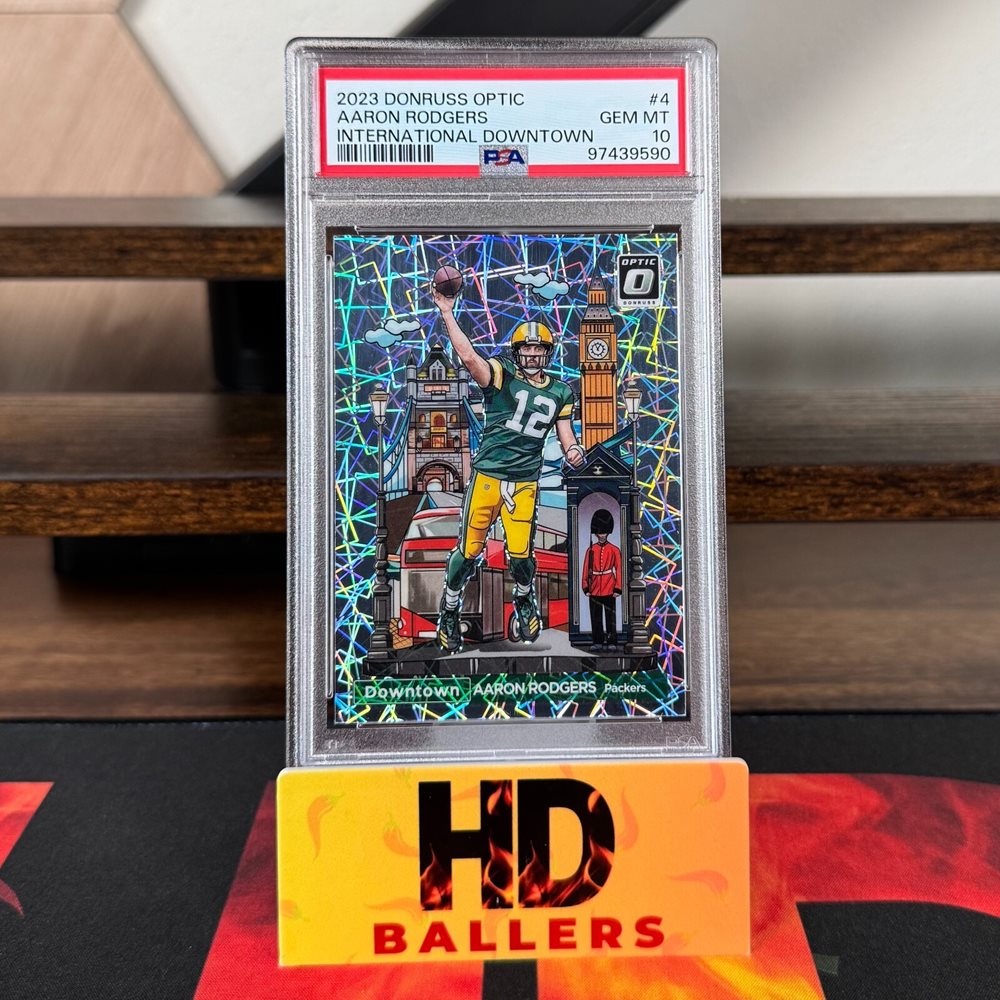 2023 DONRUSS OPTIC #4
AARON RODGERS GEM MT
INTERNATIONAL DOWNTOWN 10
PSA 97439590
OPTIC
O
DONRUSS
12
Downtown AARON RODGERS Packers
PSA
HD
BALLERS